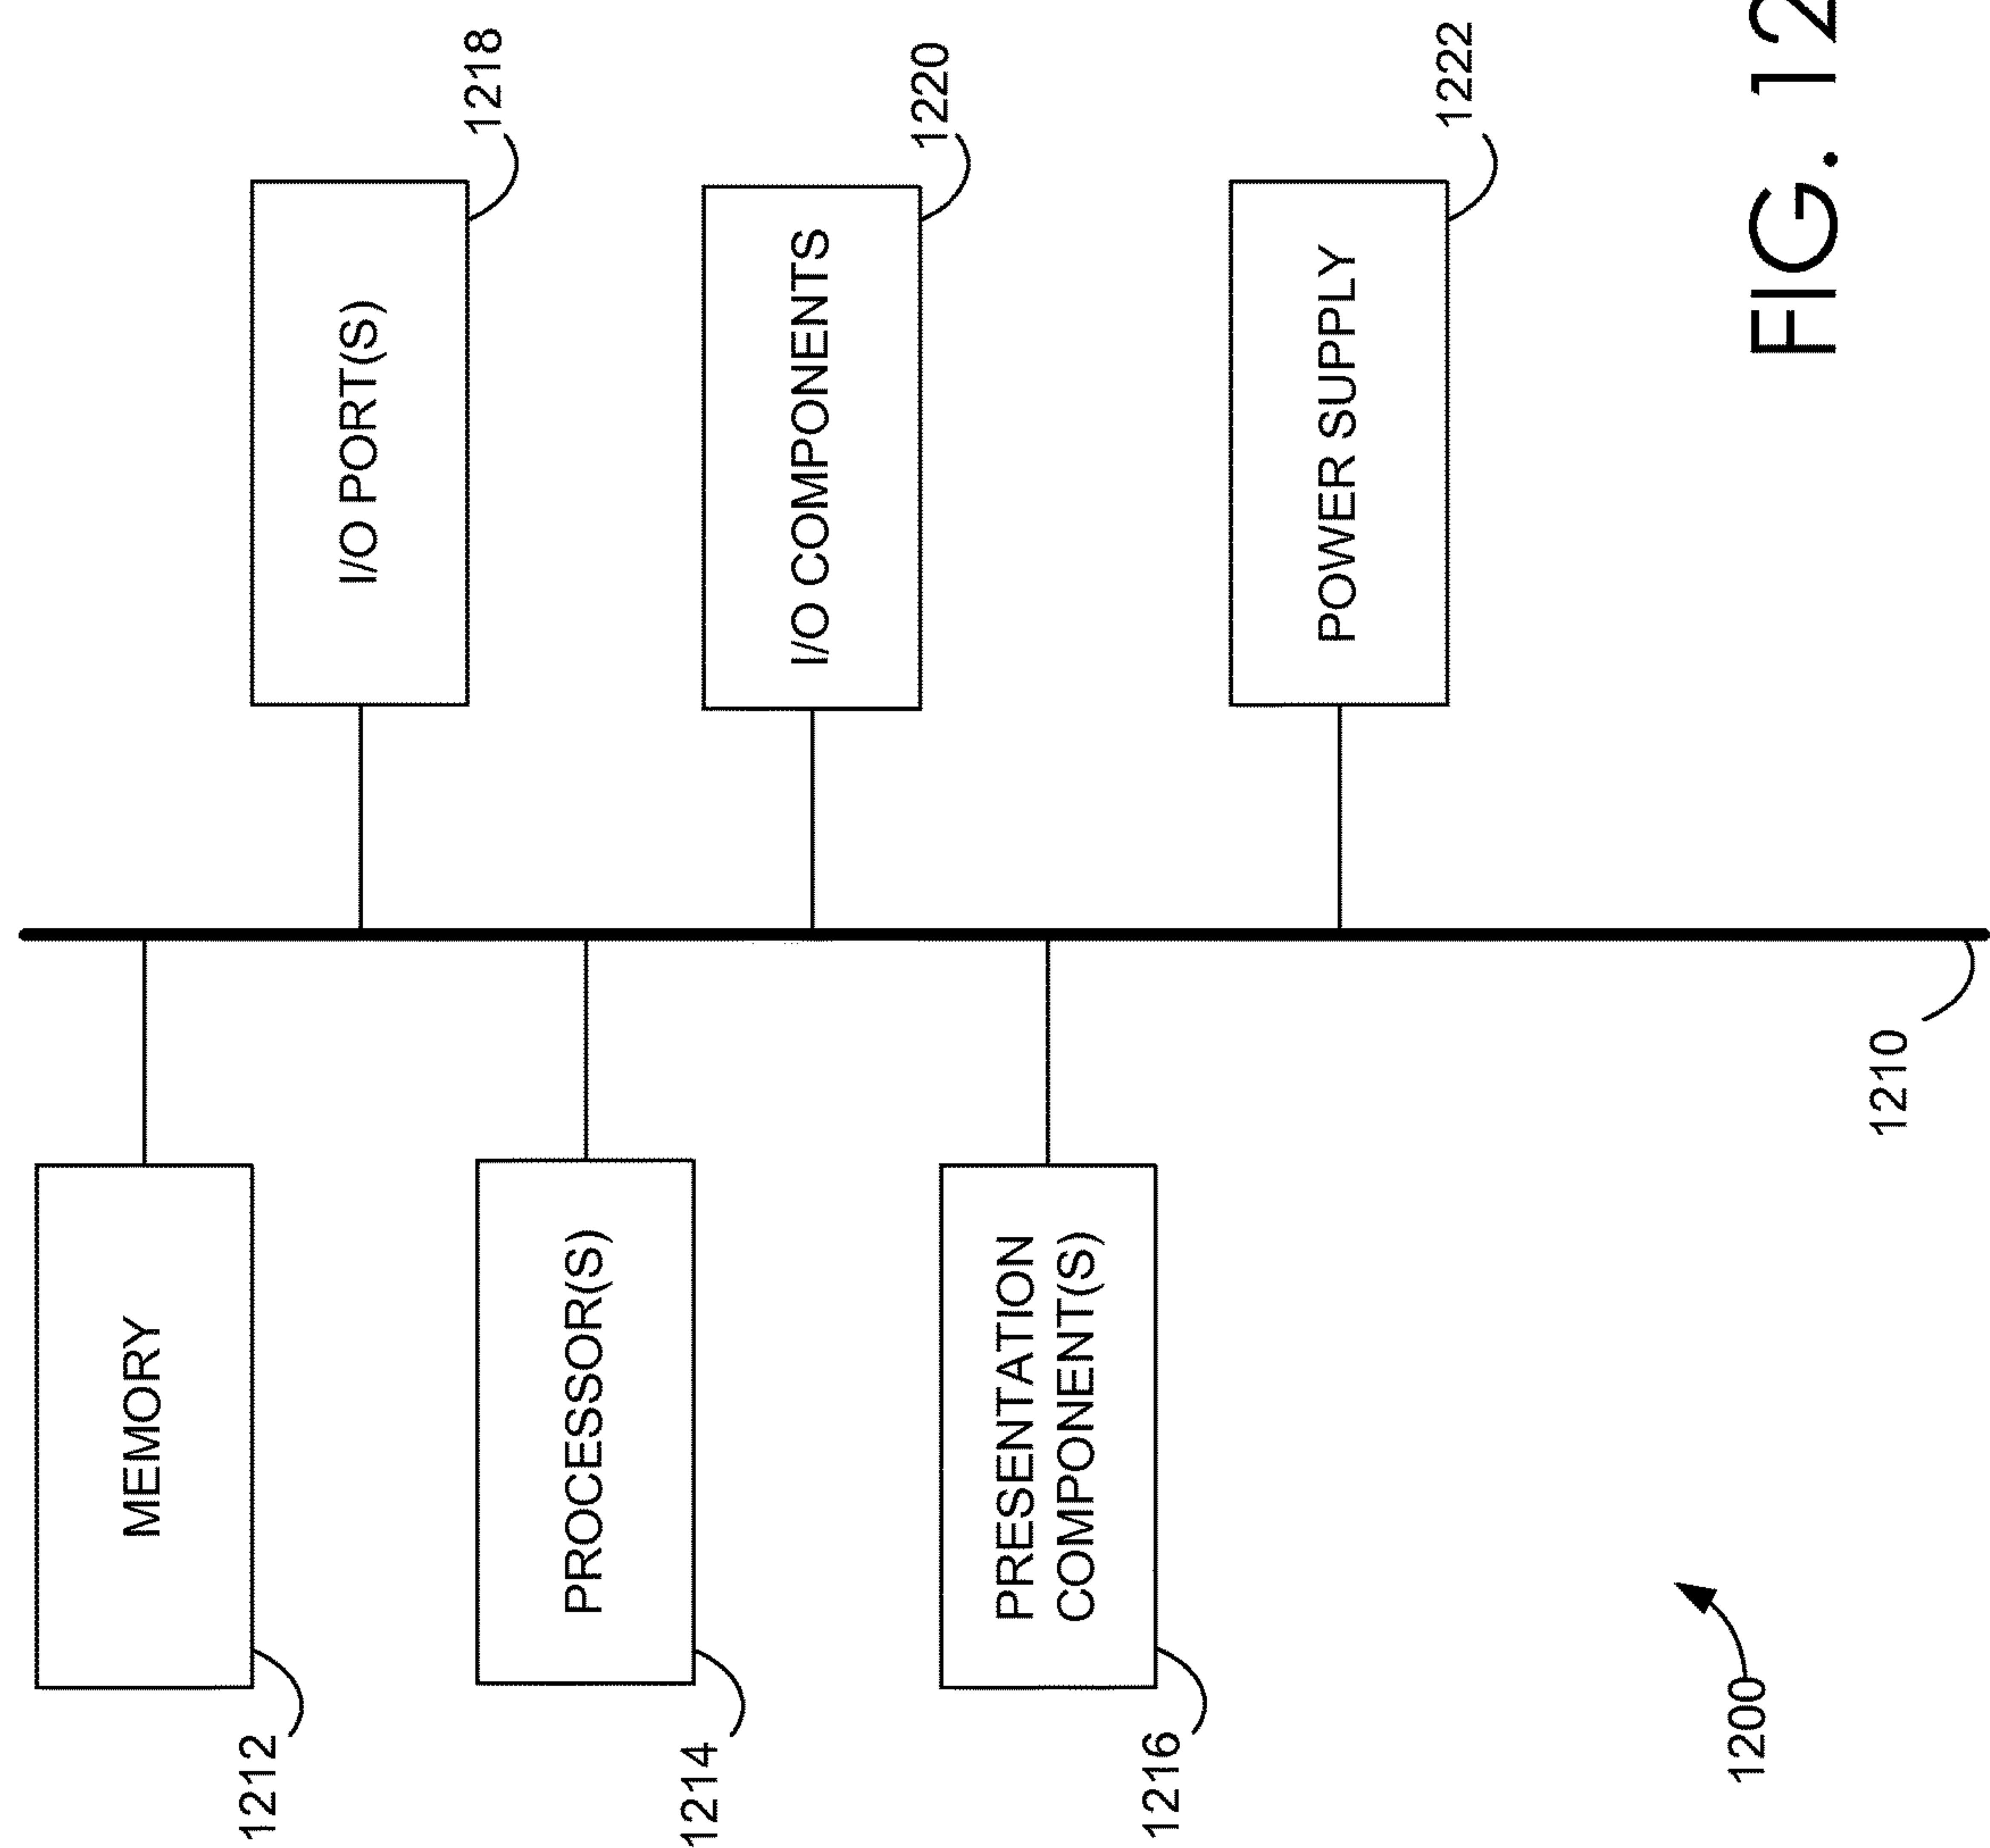 MEMORY
1212
I/O PORT(S)
1218
PROCESSOR(S)
1214
I/O COMPONENTS
1220
PRESENTATION
COMPONENT(S)
1216
POWER SUPPLY
1222
1210
1200
FIG. 12